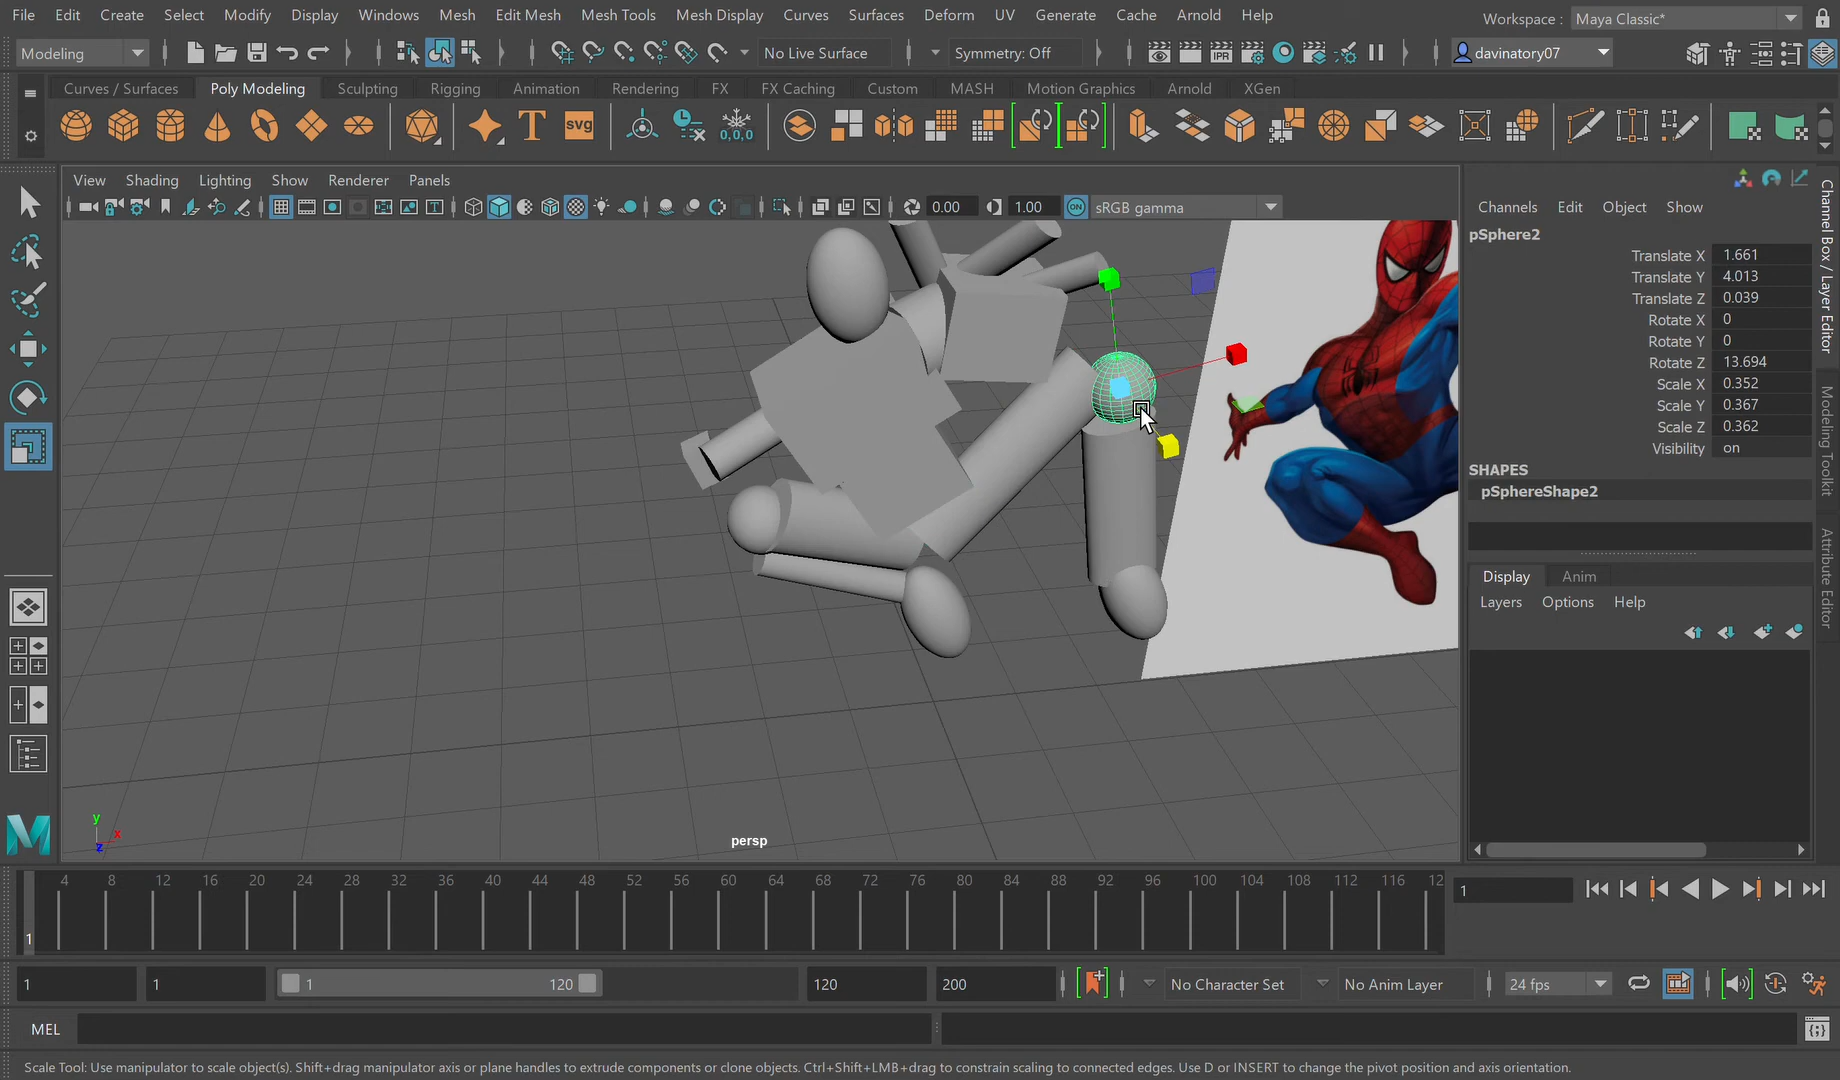 File Edit Create Select Modify Display Windows Mesh Edit Mesh Mesh Tools Mesh Display Curves Surfaces Deform UV Generate Cache Arnold Help
Workspace : Maya Classic*
Modeling
No Live Surface
Symmetry: Off
IPR
davinatory07
Curves / Surfaces Poly Modeling Sculpting Rigging Animation Rendering FX FX Caching Custom MASH Motion Graphics Arnold XGen
T
svg
0,0,0
View Shading Lighting Show Renderer Panels
0.00
1.00
ON
sRGB gamma
Channels Edit Object Show
pSphere2
Translate X 1.661
Translate Y 4.013
Translate Z 0.039
Rotate X 0
Rotate Y 0
Rotate Z 13.694
Scale X 0.352
Scale Y 0.367
Scale Z 0.362
Visibility on
SHAPES
pSphereShape2
Channel Box / Layer Editor
Modeling Toolkit
Attribute Editor
Display Anim
Layers Options Help
y
x
z
persp
M
4 8 12 16 20 24 28 32 36 40 44 48 52 56 60 64 68 72 76 80 84 88 92 96 100 104 108 112 116 12
1
1
1
1
1
120
120
200
No Character Set
No Anim Layer
24 fps
MEL
Scale Tool: Use manipulator to scale object(s). Shift+drag manipulator axis or plane handles to extrude components or clone objects. Ctrl+Shift+LMB+drag to constrain scaling to connected edges. Use D or INSERT to change the pivot position and axis orientation.